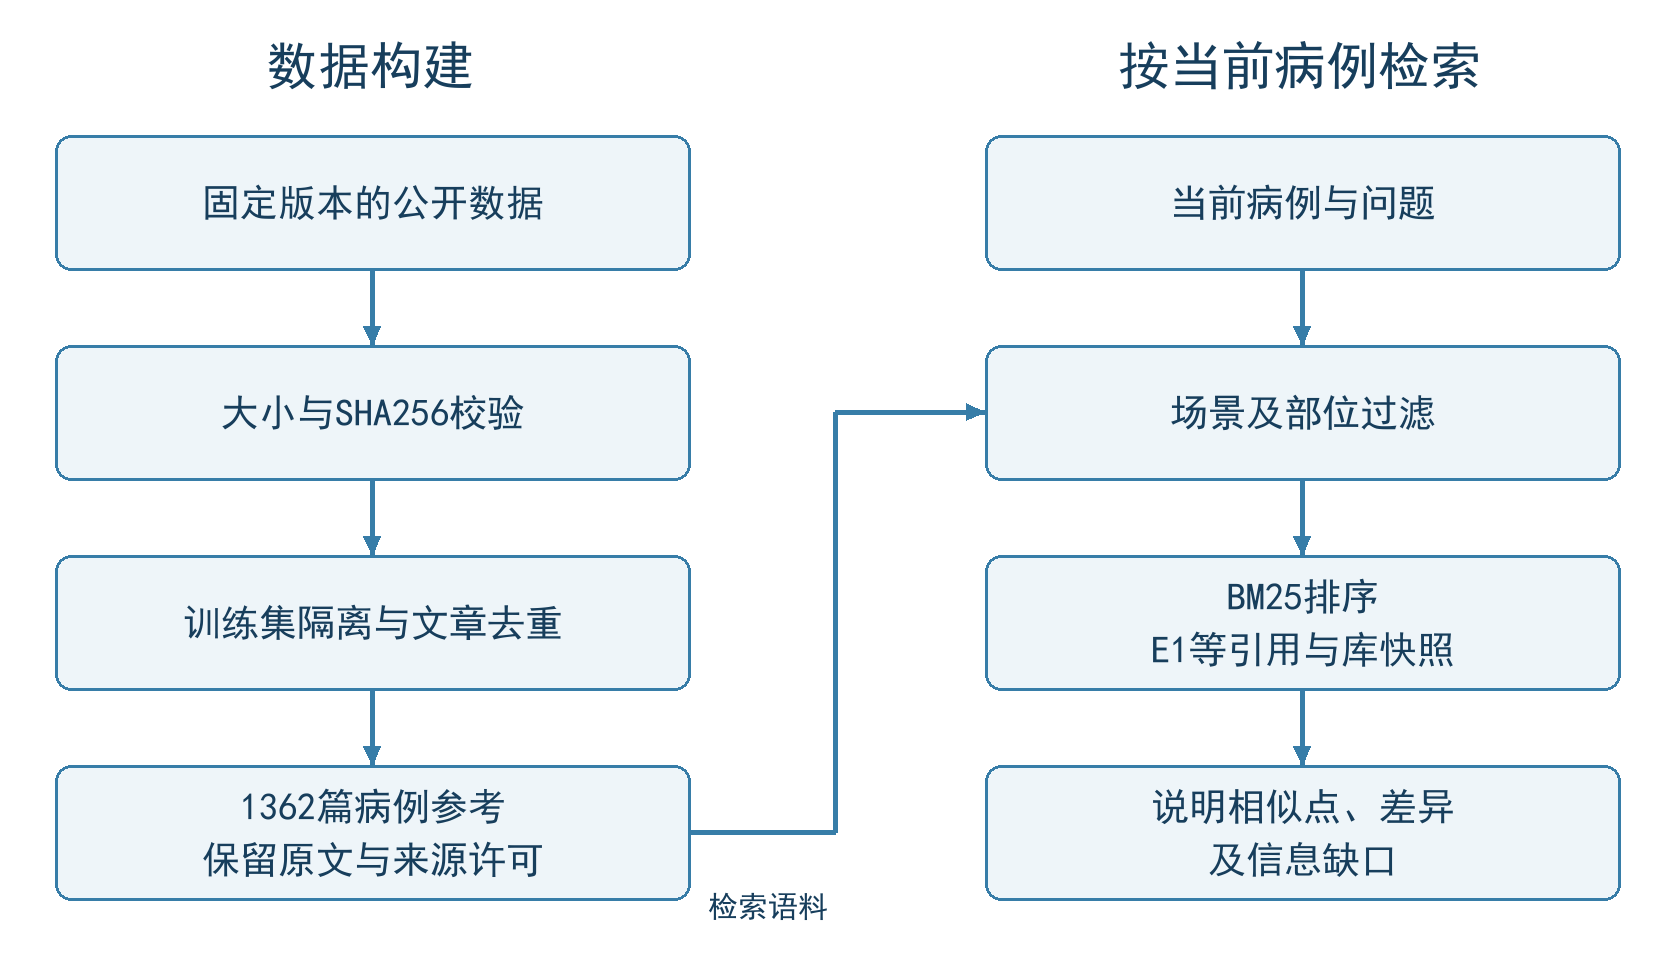 数据构建
固定版本的公开数据
大小与SHA256校验
训练集隔离与文章去重
1362篇病例参考
保留原文与来源许可
检索语料
按当前病例检索
当前病例与问题
场景及部位过滤
BM25排序
E1等引用与库快照
说明相似点、差异
及信息缺口